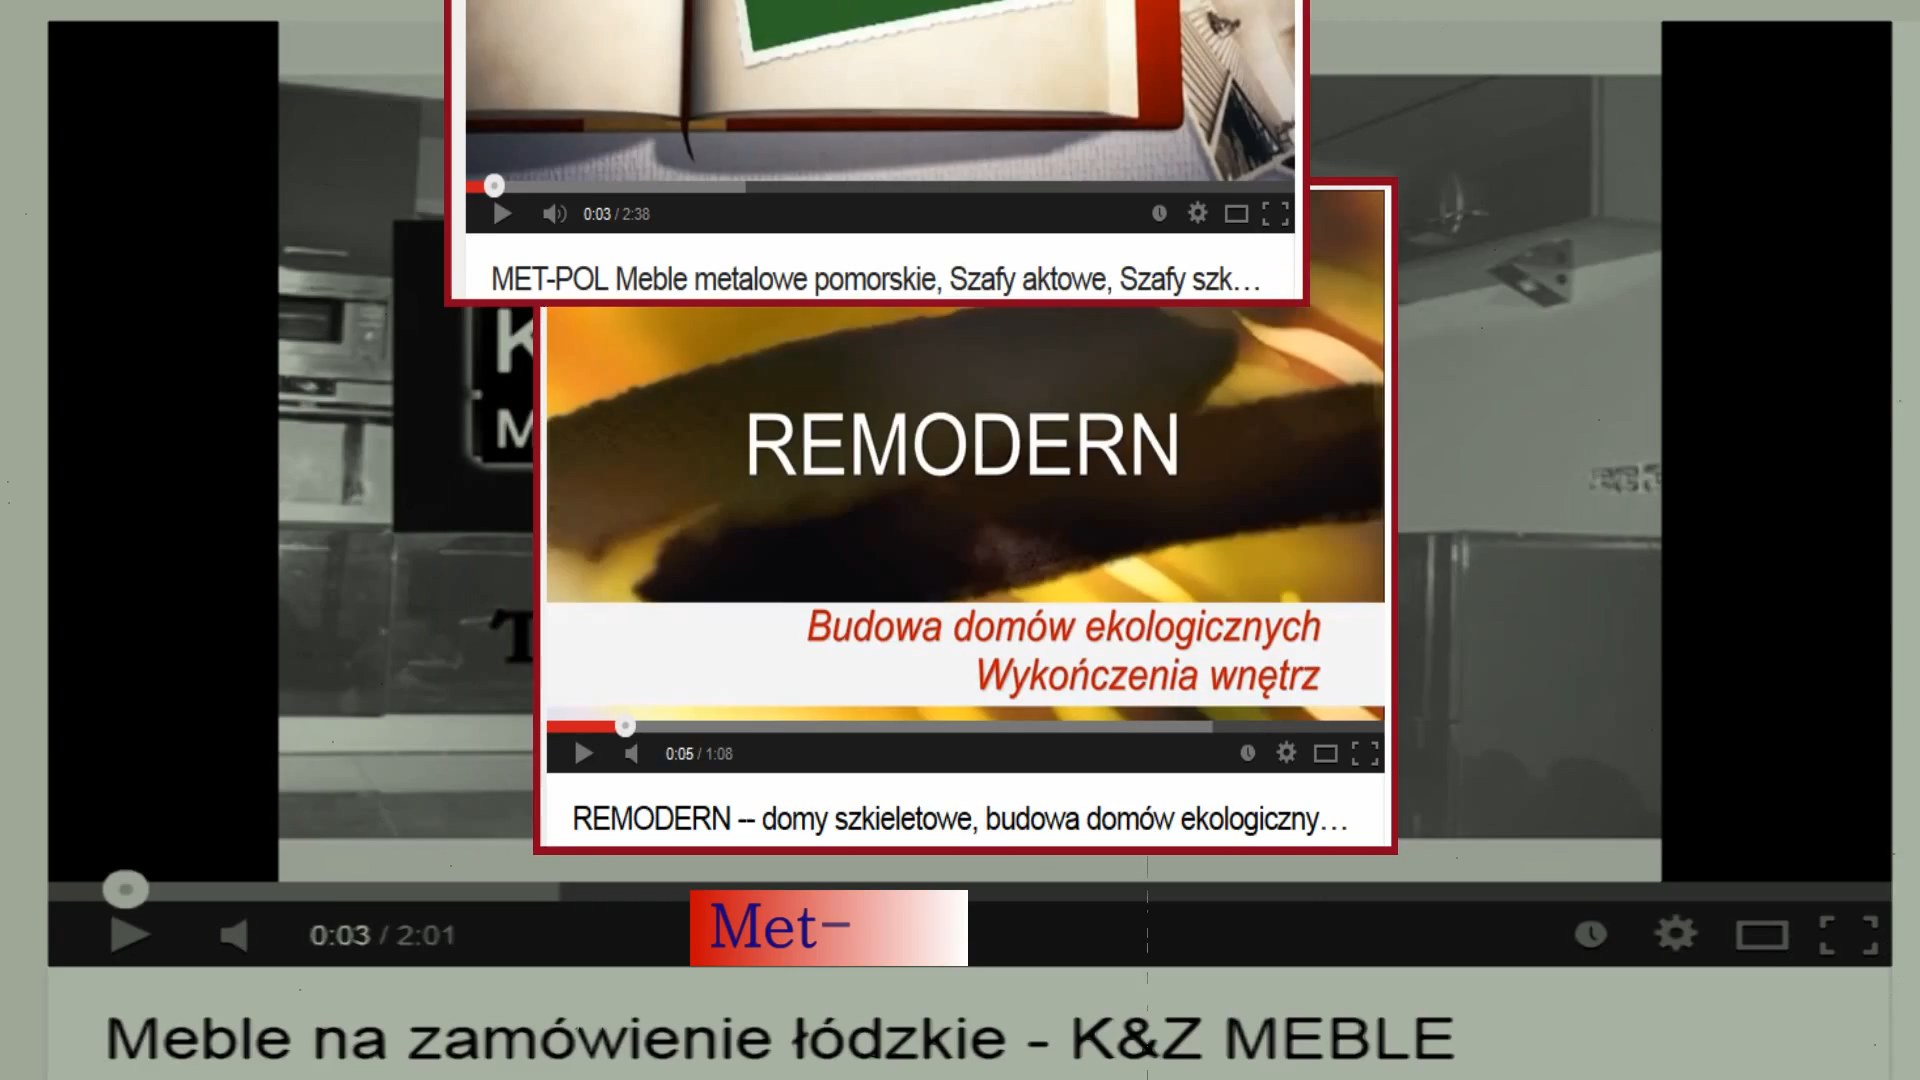 0:03 / 2:38
MET-POL Meble metalowe pomorskie, Szafy aktowe, Szafy szk...
K
M
REMODERN
T
Budowa domów ekologicznych
Wykończenia wnętrz
0:05 / 1:08
REMODERN -- domy szkieletowe, budowa domów ekologiczny...
Met-
0:03 / 2:01
Meble na zamówienie łódzkie - K&Z MEBLE